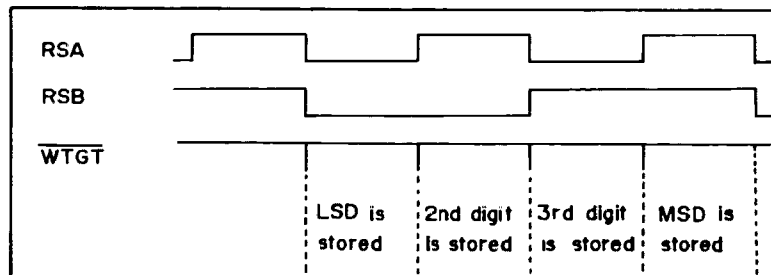 RSA
RSB
WTGT
LSD is stored
2nd digit is stored
3rd digit is stored
MSD is stored